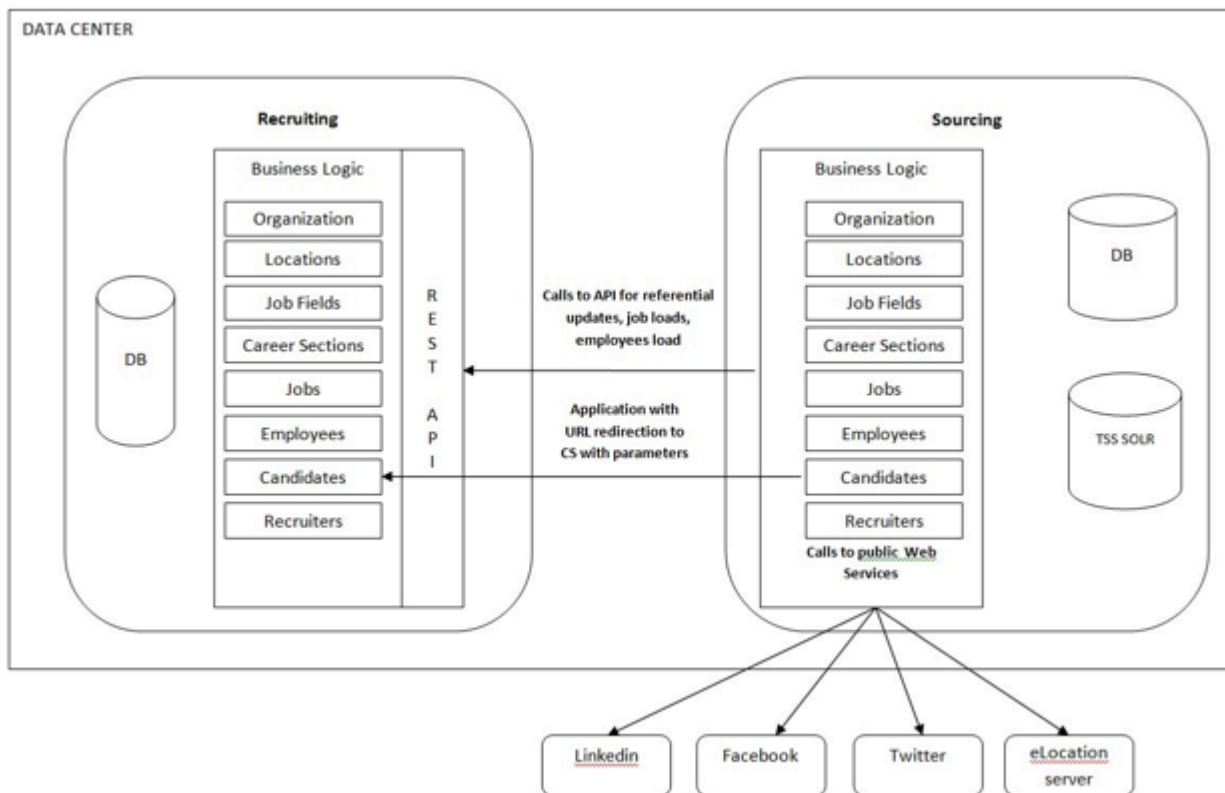 DATA CENTER
Recruiting
Business Logic
Organization
Locations
Job Fields
Career Sections
Jobs
Employees
Candidates
Recruiters
DB
R
E
S
T
A
P
I
Calls to API for referential
updates, job loads,
employees load
Application with
URL redirection to
CS with parameters
Sourcing
Business Logic
Organization
Locations
Job Fields
Career Sections
Jobs
Employees
Candidates
Recruiters
Calls to public Web
Services
DB
TSS SOLR
Linkedin
Facebook
Twitter
eLocation
server